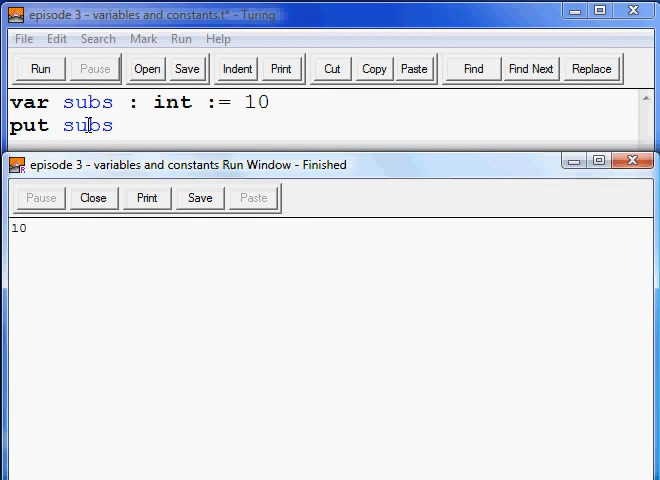 episode 3 - variables and constants.t* - Turing
File Edit Search Mark Run Help
Run Pause Open Save Indent Print Cut Copy Paste Find Find Next Replace
var subs : int := 10
put subs
episode 3 - variables and constants Run Window - Finished
Pause Close Print Save Paste
10